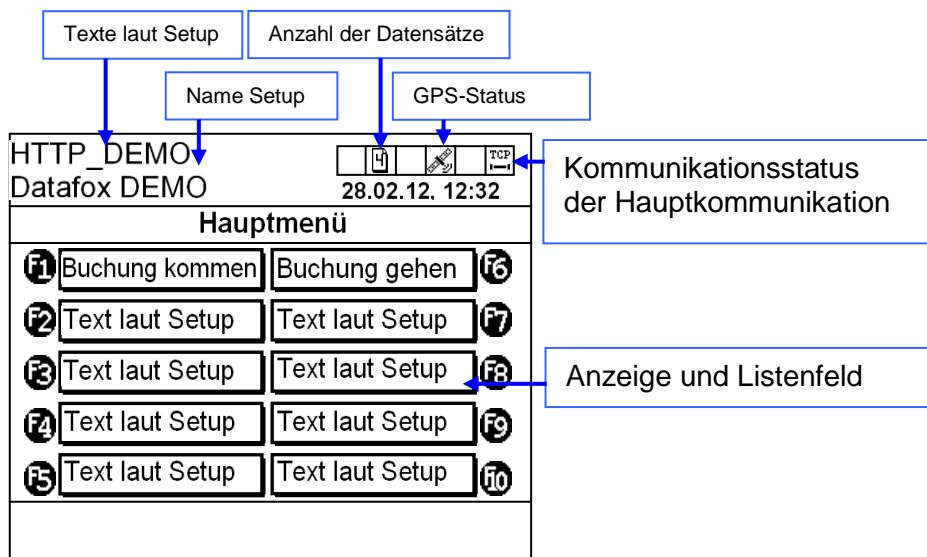 Texte laut Setup
Anzahl der Datensätze
Name Setup
GPS-Status
HTTP_DEMO
4
TCP
Datafox DEMO
28.02.12, 12:32
Kommunikationsstatus
der Hauptkommunikation
Hauptmenü
F1 Buchung kommen Buchung gehen F6
F2 Text laut Setup Text laut Setup F7
F3 Text laut Setup Text laut Setup F8
Anzeige und Listenfeld
F4 Text laut Setup Text laut Setup F9
F5 Text laut Setup Text laut Setup F10